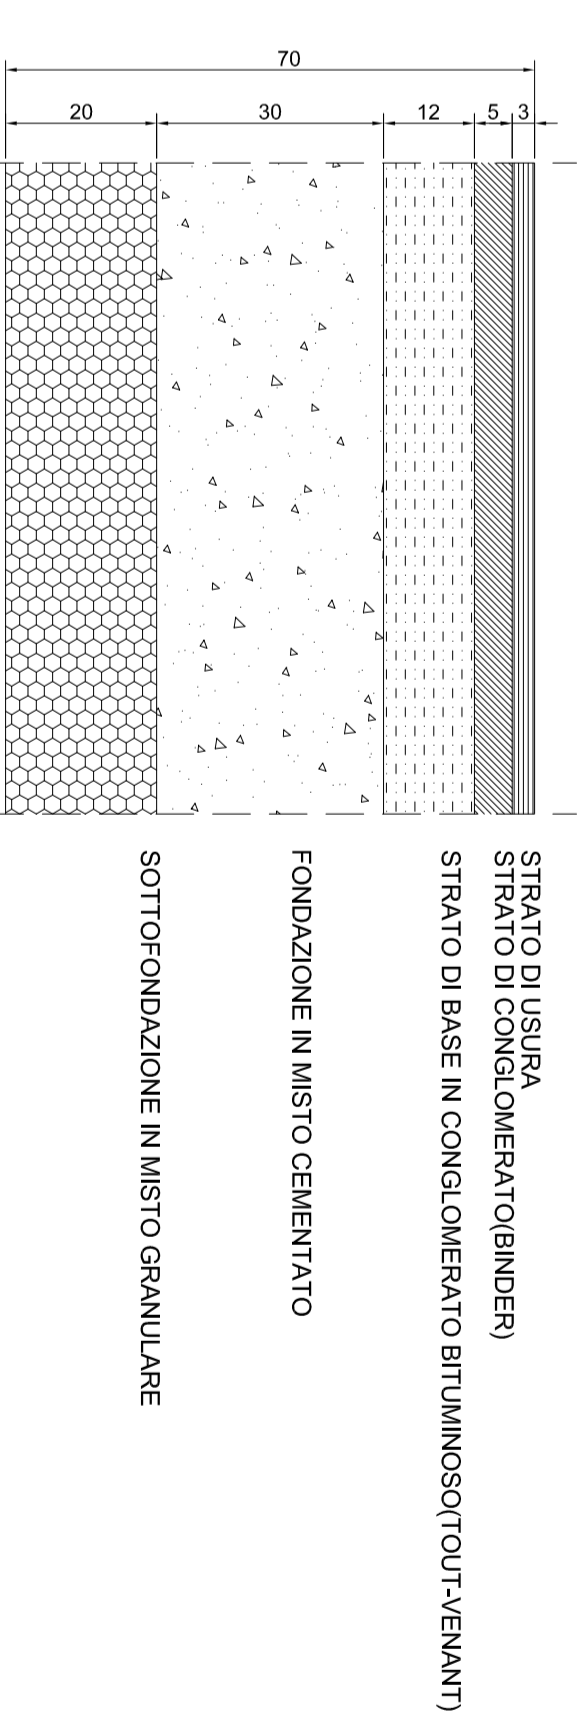 70
20 30 12 5 3
STRATO DI USURA
STRATO DI CONGLOMERATO(BINDER)
STRATO DI BASE IN CONGLOMERATO BITUMINOSO(TOUT-VENANT)
FONDAZIONE IN MISTO CEMENTATO
SOTTOFONDAZIONE IN MISTO GRANULARE